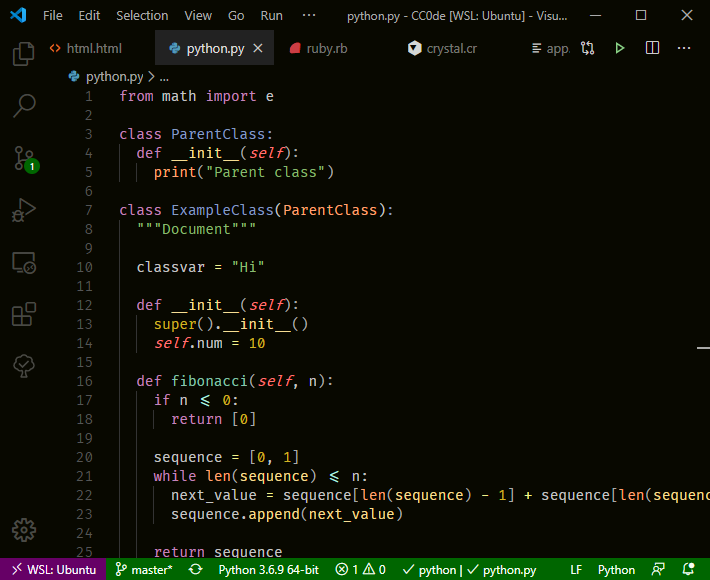 File Edit Selection View Go Run ··· python.py - CC0de [WSL: Ubuntu] - Visu...
<> html.html python.py ruby.rb crystal.cr app. ···
python.py > ...
1 from math import e
2
3 class ParentClass:
4 def __init__(self):
5 print("Parent class")
6
7 class ExampleClass(ParentClass):
8 """Document"""
9
10 classvar = "Hi"
11
12 def __init__(self):
13 super().__init__()
14 self.num = 10
15
16 def fibonacci(self, n):
17 if n ⩽ 0:
18 return [0]
19
20 sequence = [0, 1]
21 while len(sequence) ⩽ n:
22 next_value = sequence[len(sequence) - 1] + sequence[len(sequenc
23 sequence.append(next_value)
24
25 return sequence
1
WSL: Ubuntu master* Python 3.6.9 64-bit 1 0 ✓ python | ✓ python.py LF Python